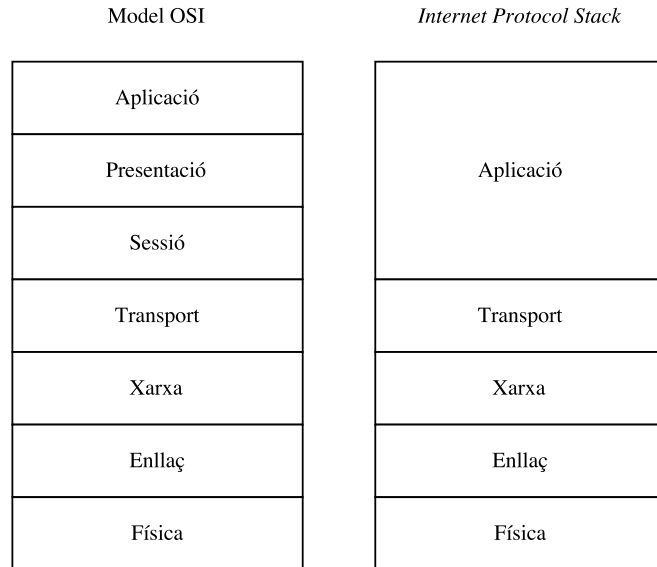 Model OSI
Aplicació
Presentació
Sessió
Transport
Xarxa
Enllaç
Física
Internet Protocol Stack
Aplicació
Transport
Xarxa
Enllaç
Física